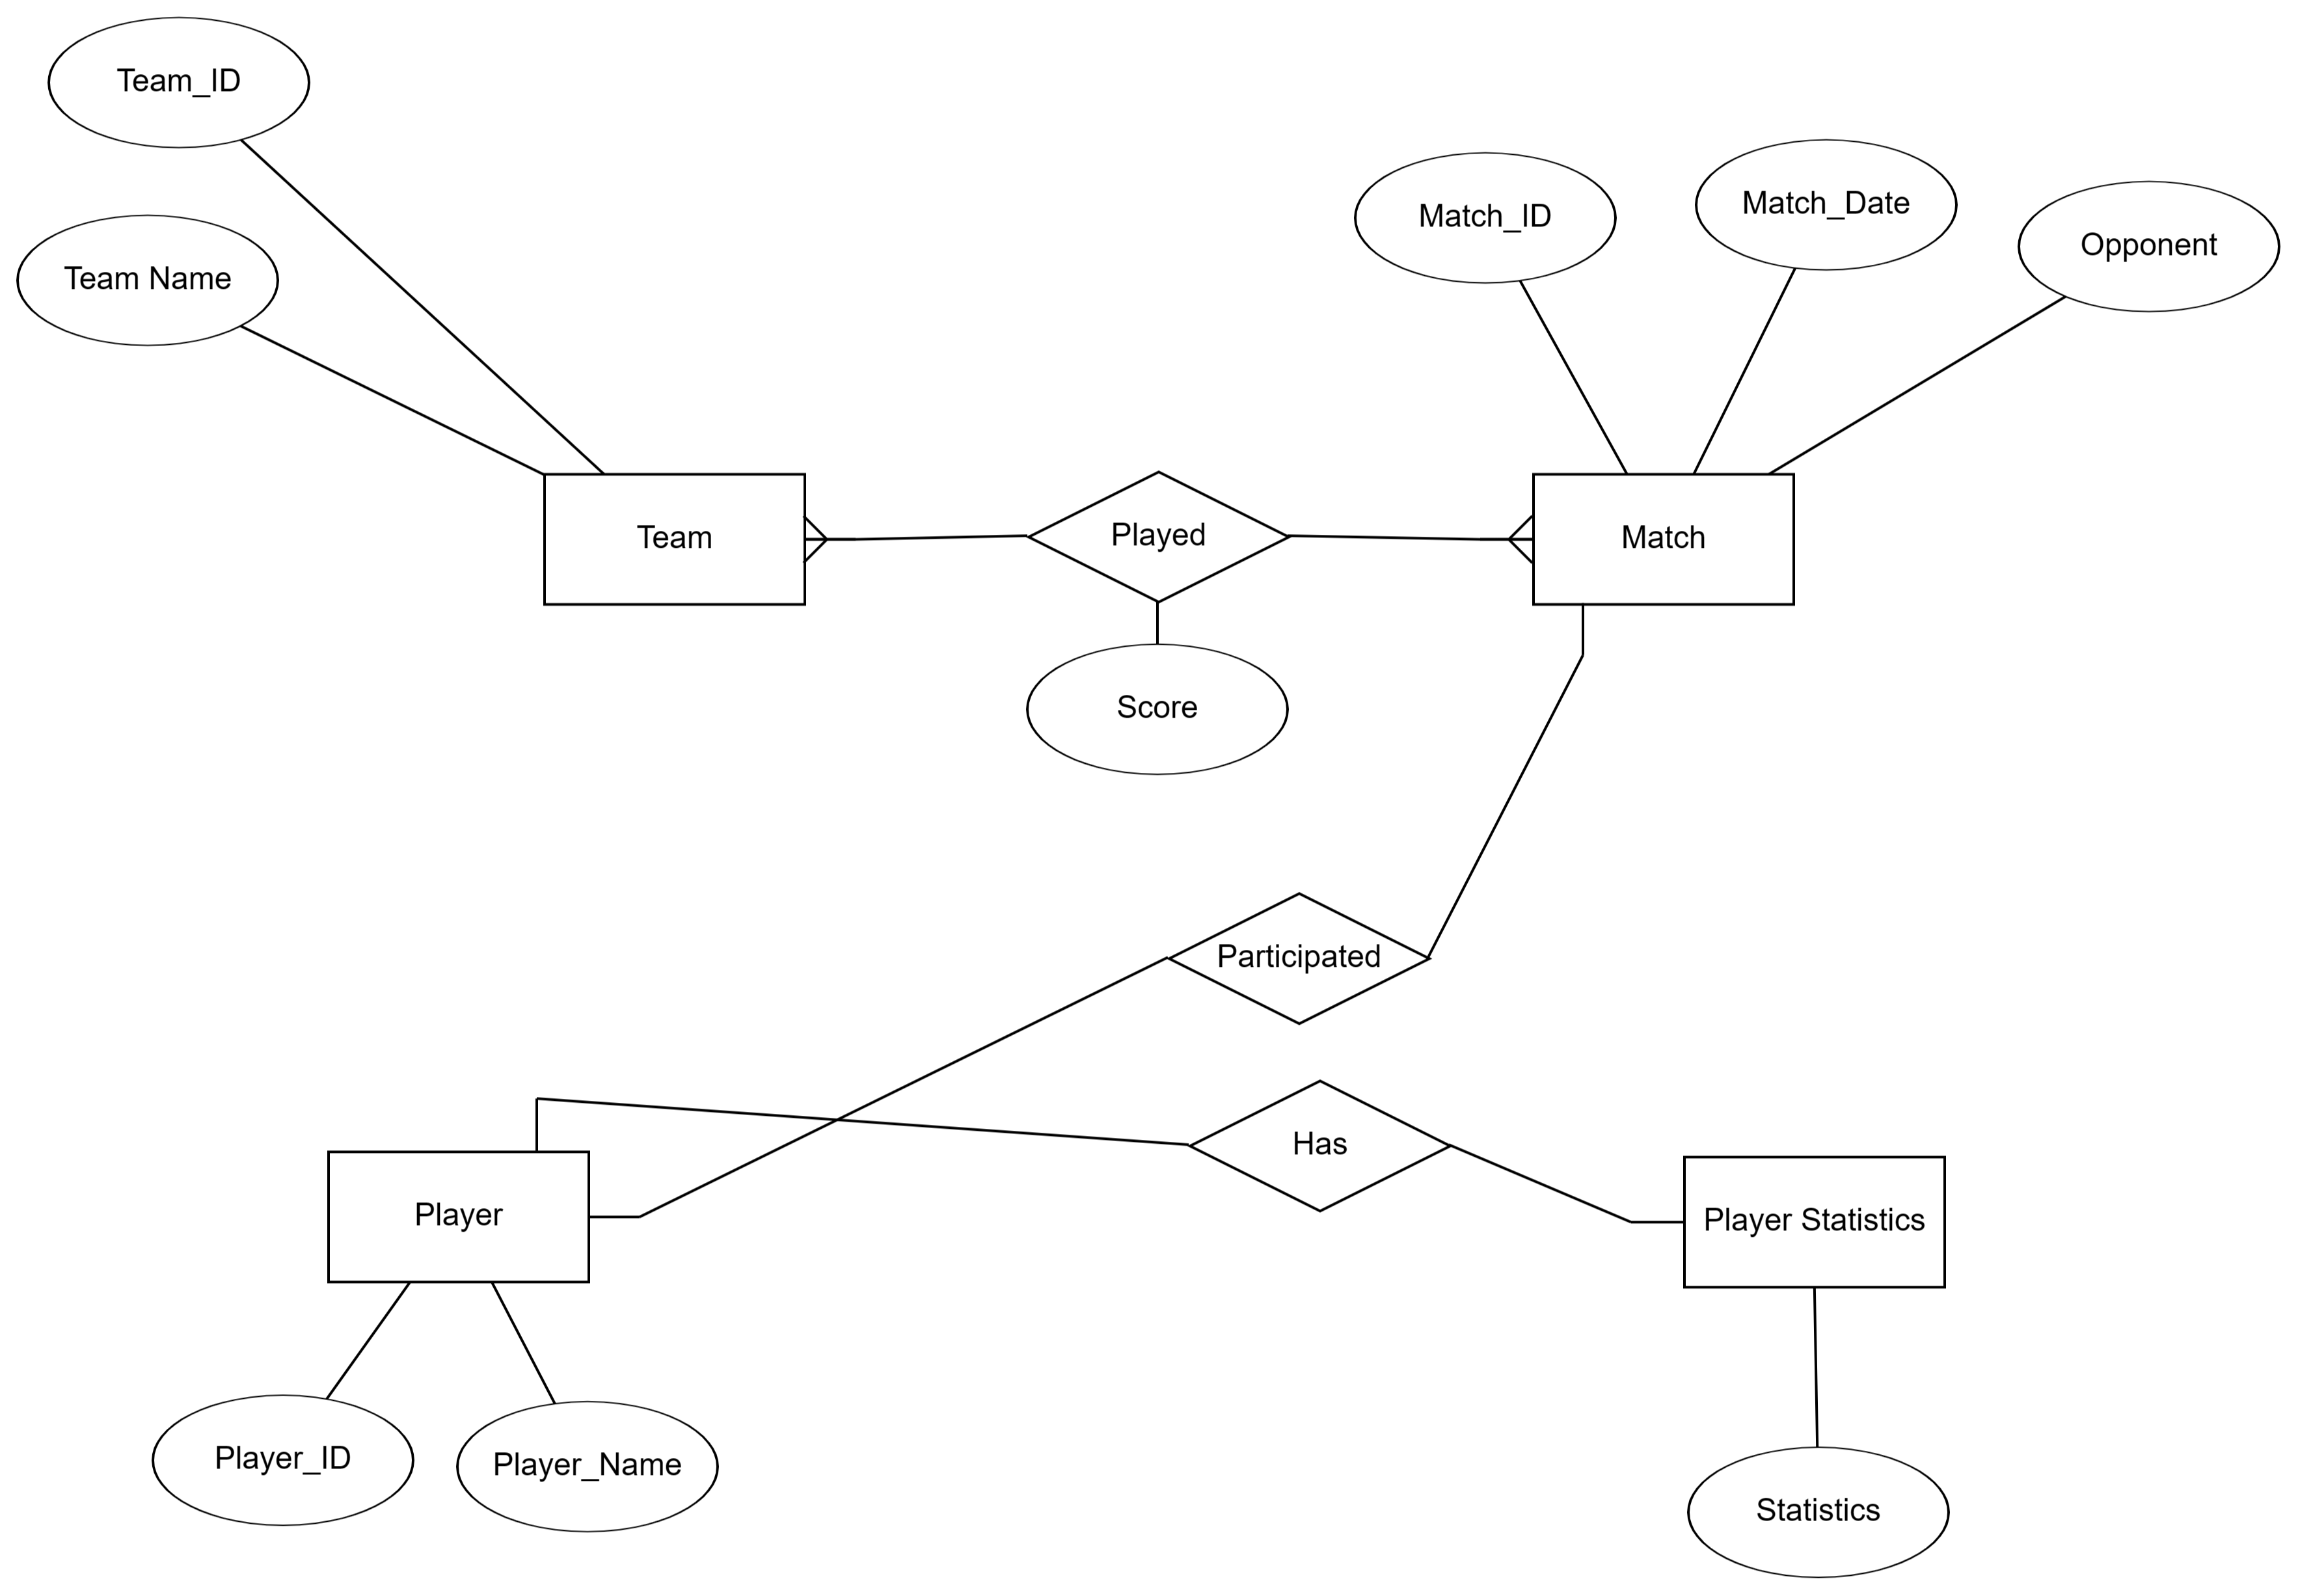 Team_ID
Team Name
Match_ID
Match_Date
Opponent
Team
Played
Match
Score
Participated
Has
Player
Player Statistics
Player_ID
Player_Name
Statistics